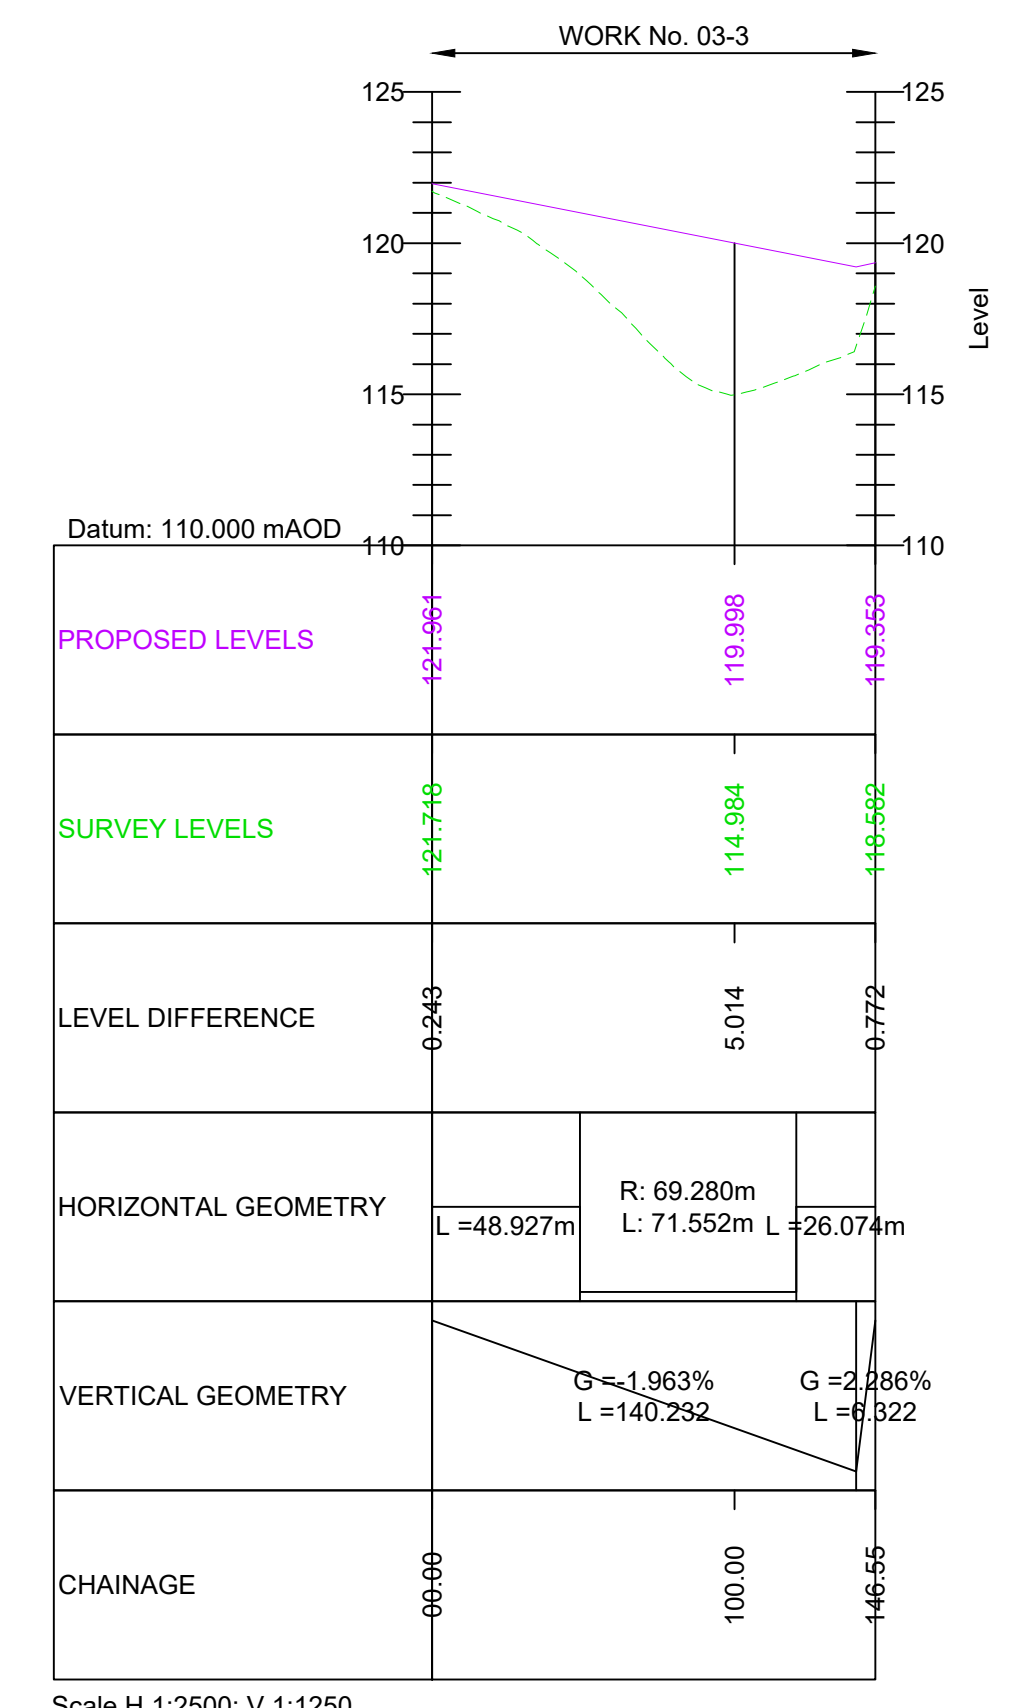 WORK No. 03-3
125 125
120 120
Level
115 115
Datum: 110.000 mAOD
110 110
PROPOSED LEVELS 121.961 119.998 119.353
SURVEY LEVELS 121.718 114.984 118.582
LEVEL DIFFERENCE 0.243 5.014 0.772
HORIZONTAL GEOMETRY
L =48.927m
R: 69.280m
L: 71.552m
L =26.074m
VERTICAL GEOMETRY
G =-1.963%
L =140.232
G =2.286%
L =6.322
CHAINAGE 00.00 100.00 146.55
Scale H 1:2500; V 1:1250